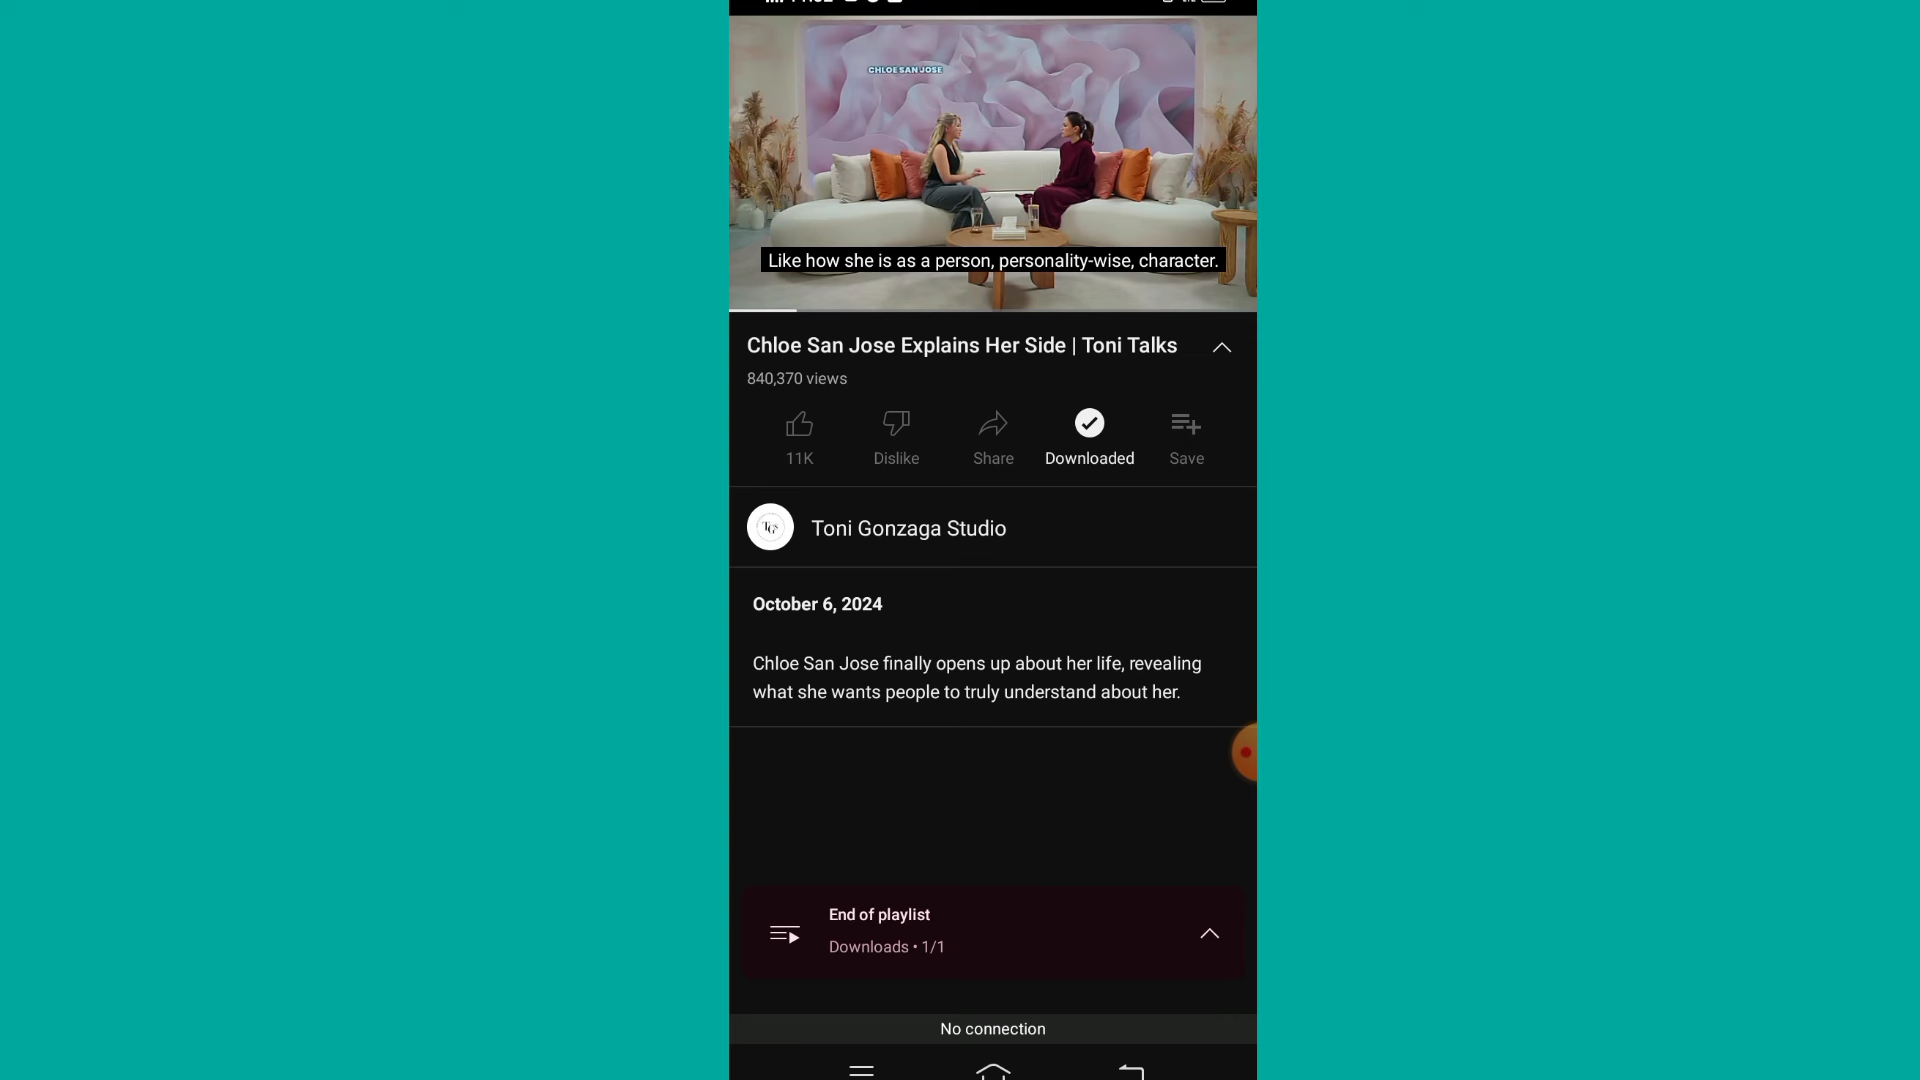 CHLOE SAN JOSE
Like how she is as a person, personality-wise, character.
Chloe San Jose Explains Her Side | Toni Talks
840,370 views
11K
Dislike
Share
Downloaded
Save
TGS
Toni Gonzaga Studio
October 6, 2024
Chloe San Jose finally opens up about her life, revealing
what she wants people to truly understand about her.
End of playlist
Downloads • 1/1
No connection